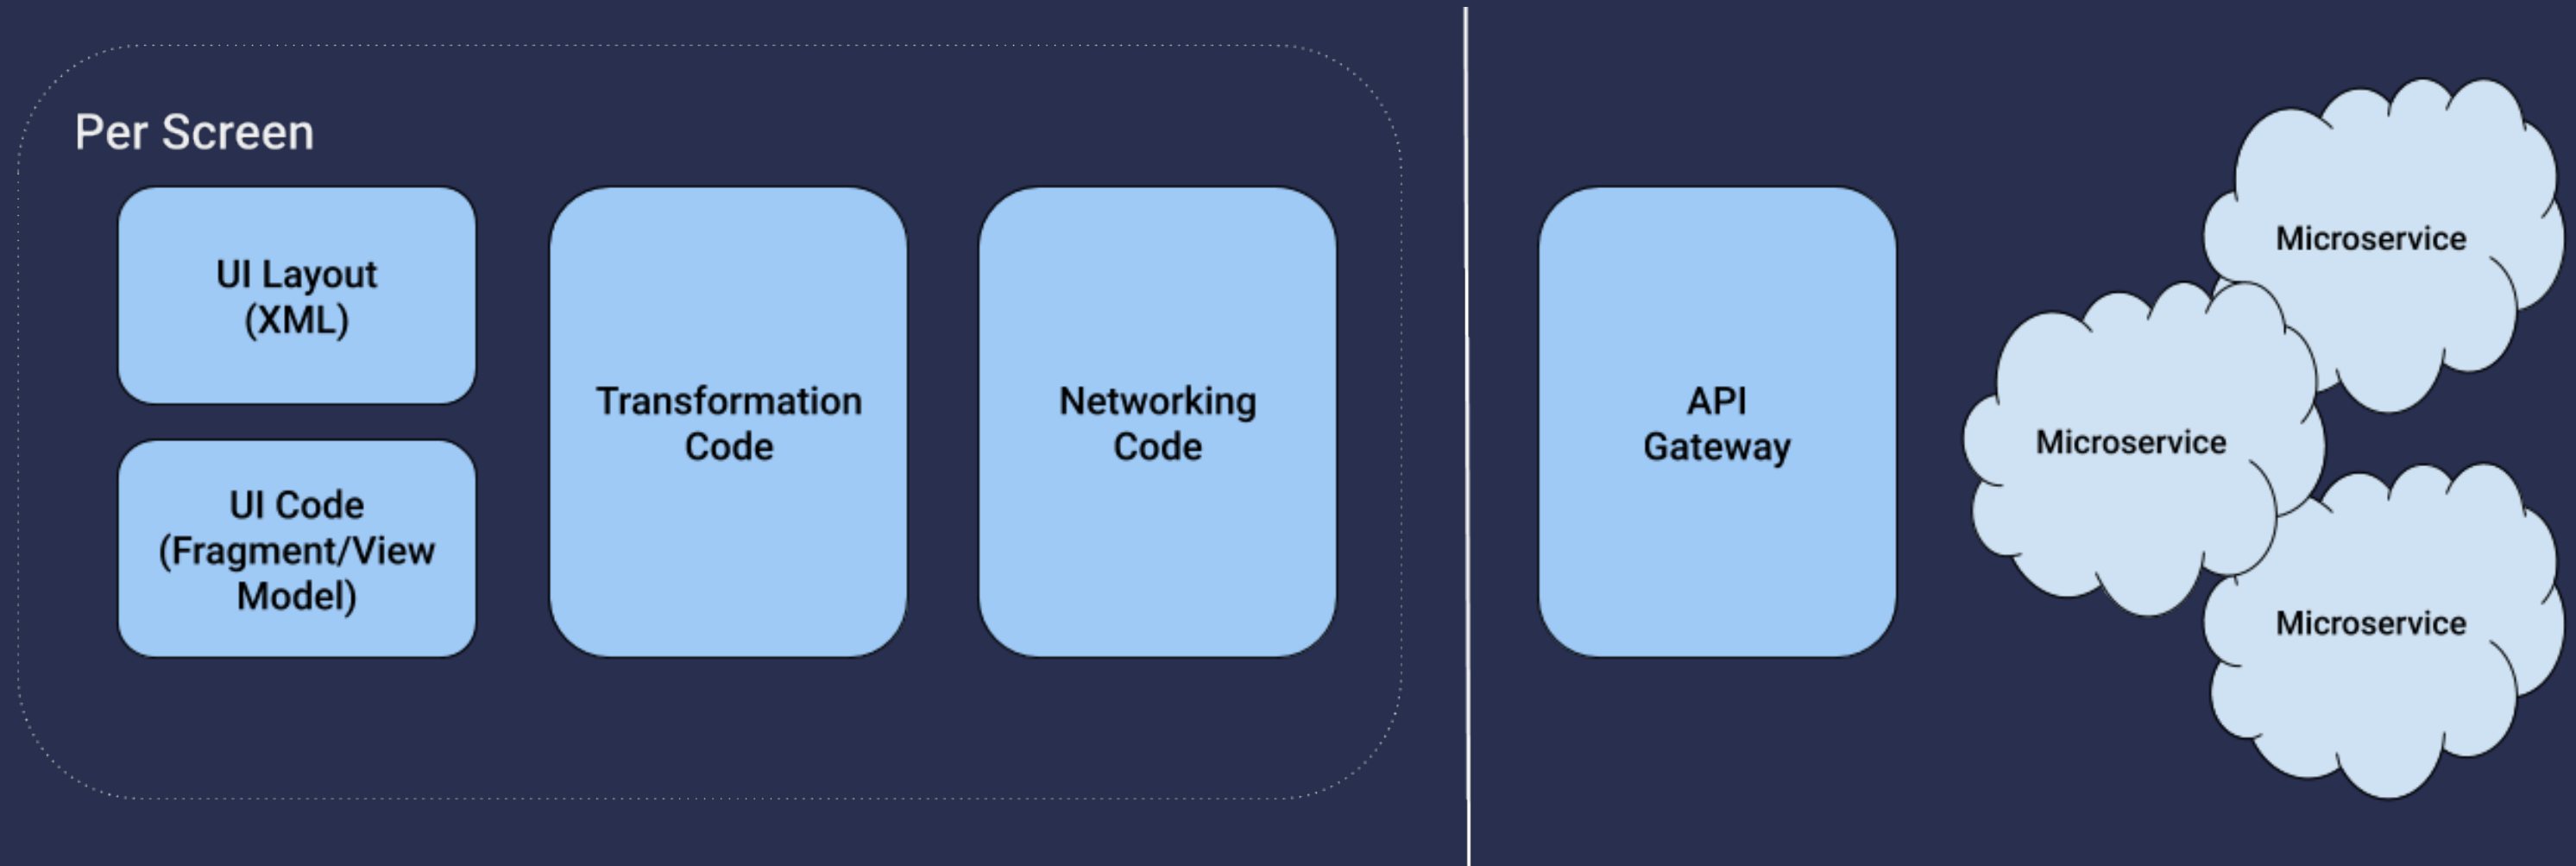 Per Screen
UI Layout
(XML)
UI Code
(Fragment/View
Model)
Transformation
Code
Networking
Code
API
Gateway
Microservice
Microservice
Microservice